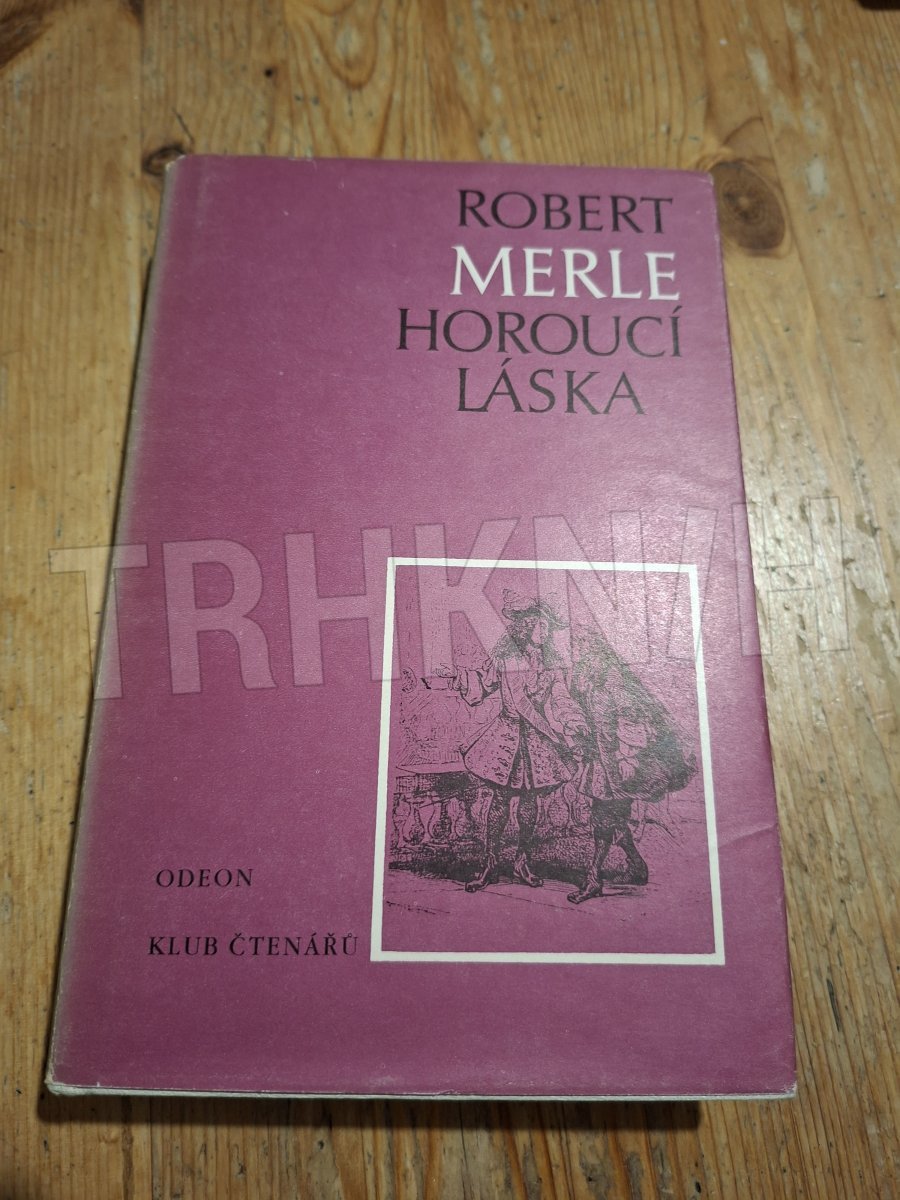 ROBERT
MERLE
HOROUCÍ
LÁSKA
TRHKNIH
ODEON
KLUB ČTENÁŘŮ